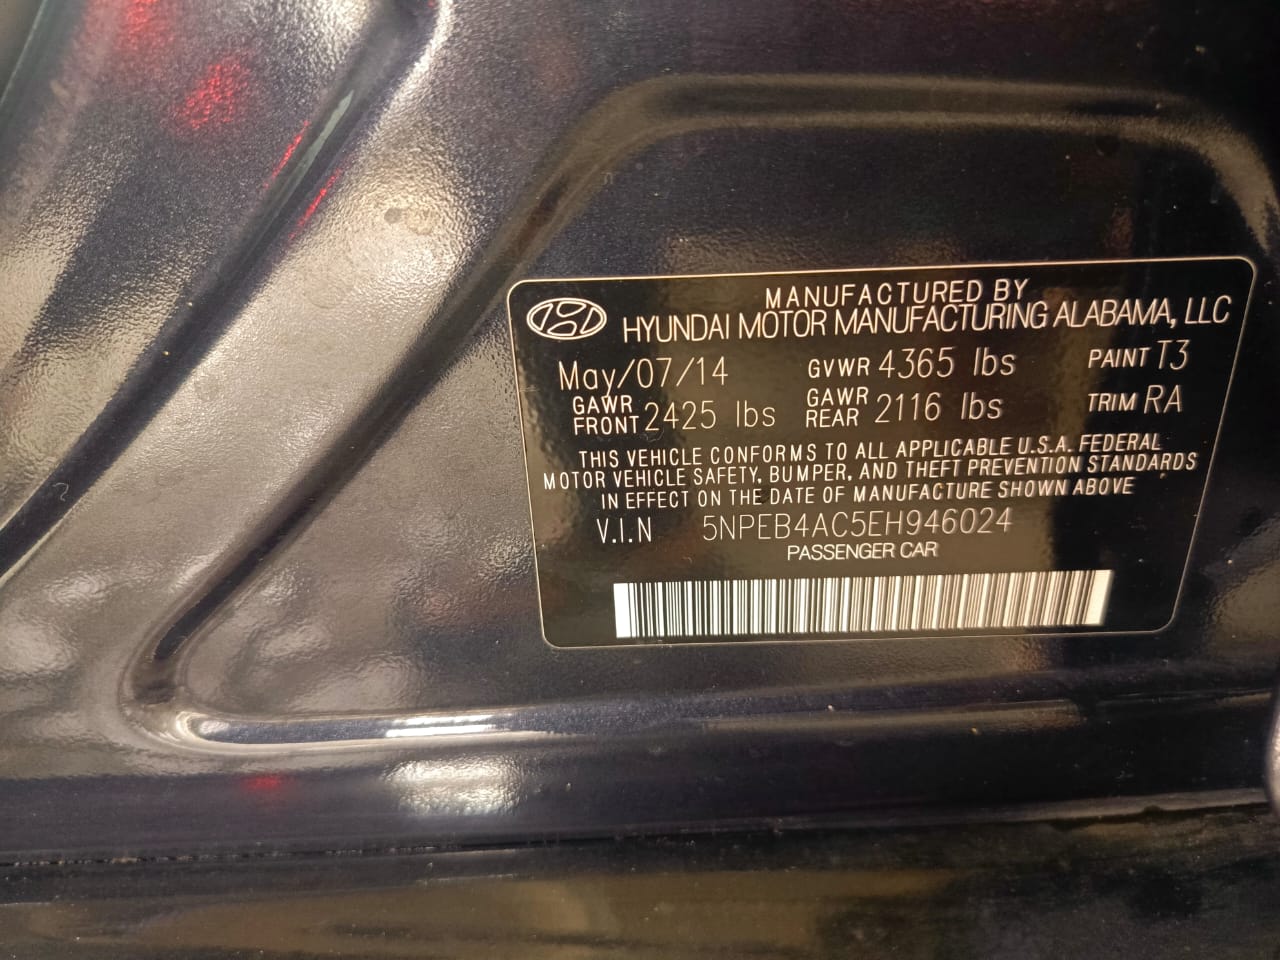 MANUFACTURED BY
HYUNDAI MOTOR MANUFACTURING ALABAMA, LLC
May/07/14 GVWR 4365 lbs PAINT T3
GAWR FRONT 2425 lbs GAWR REAR 2116 lbs TRIM RA
THIS VEHICLE CONFORMS TO ALL APPLICABLE U.S.A. FEDERAL
MOTOR VEHICLE SAFETY, BUMPER, AND THEFT PREVENTION STANDARDS
IN EFFECT ON THE DATE OF MANUFACTURE SHOWN ABOVE
V.I.N 5NPEB4AC5EH946024
PASSENGER CAR